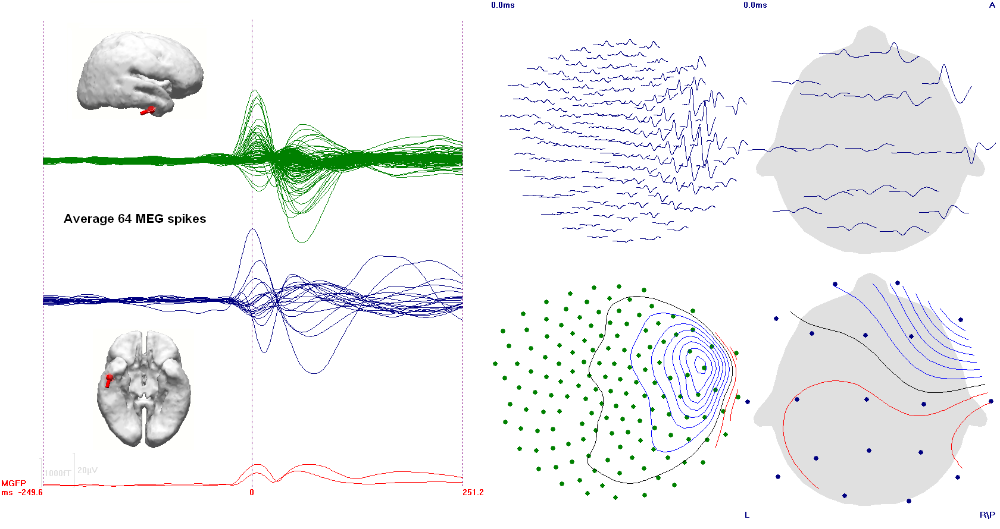 0.0ms
0.0ms
A
Average 64 MEG spikes
1000fT
20µV
MGFP
ms -249.6
0
251.2
L
R\P